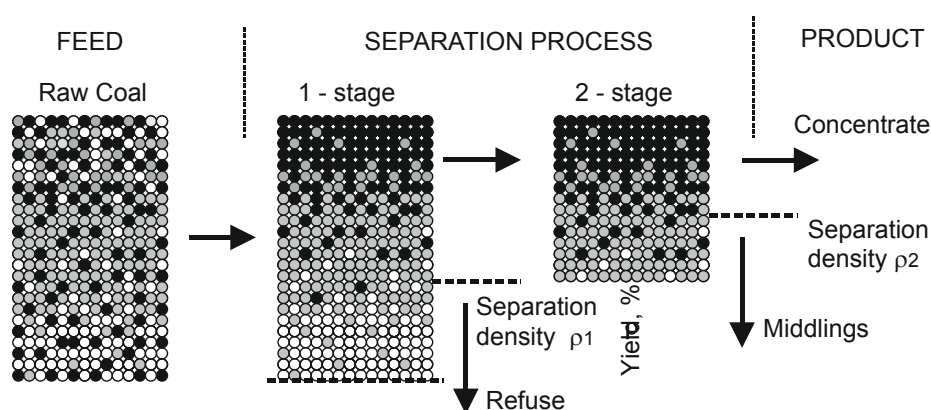 FEED
SEPARATION PROCESS
PRODUCT
Raw Coal
1 - stage
2 - stage
Concentrate
Separation
density ρ2
Separation
density ρ1
Yield, %
Middlings
Refuse